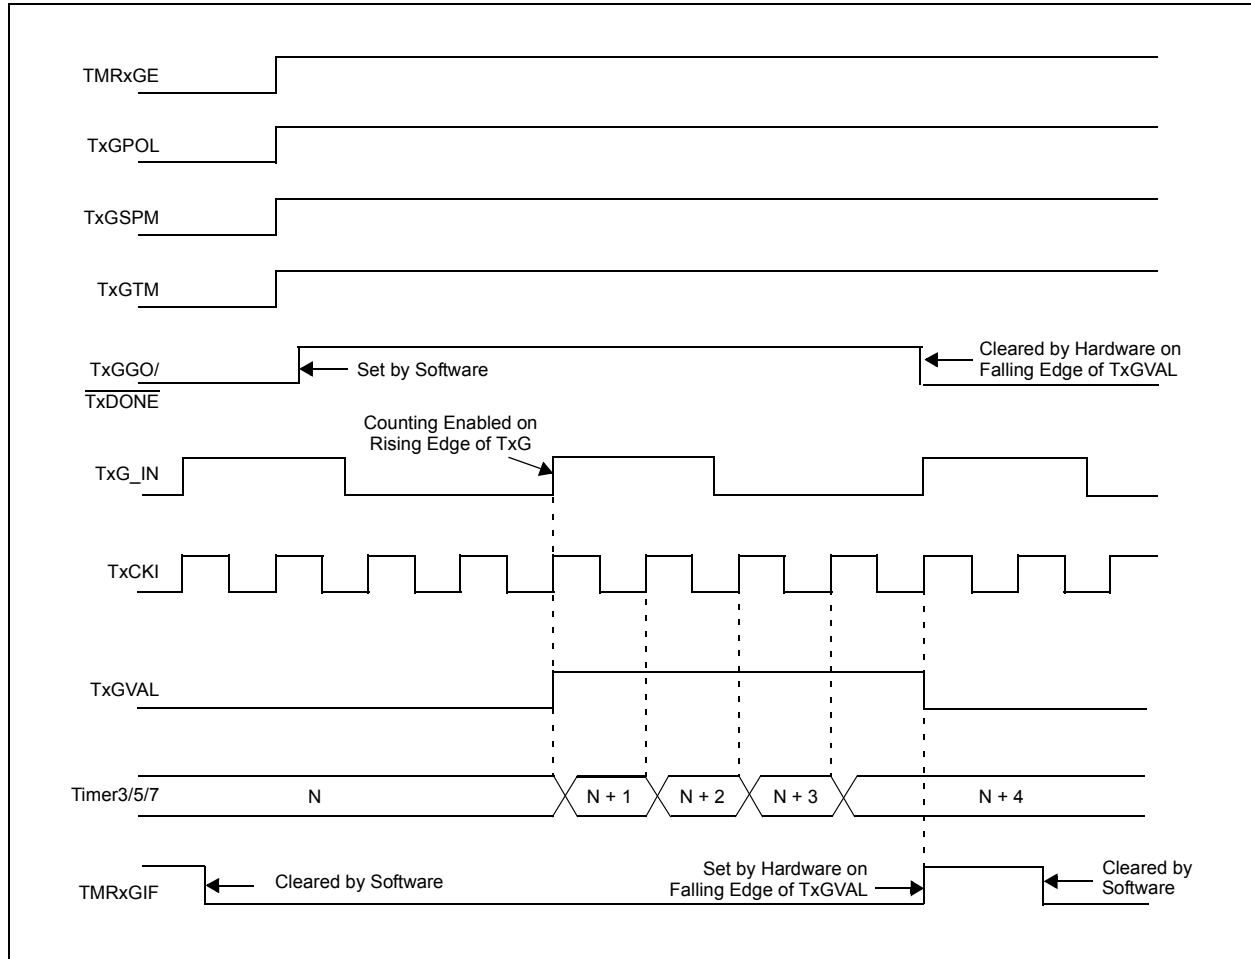 TMRxGE
TxGPOL
TxGSPM
TxGTM
TxGGO/
TxDONE
Set by Software
Cleared by Hardware on
Falling Edge of TxGVAL
Counting Enabled on
Rising Edge of TxG
TxG_IN
TxCKI
TxGVAL
Timer3/5/7
N
N + 1
N + 2
N + 3
N + 4
TMRxGIF
Cleared by Software
Set by Hardware on
Falling Edge of TxGVAL
Cleared by
Software